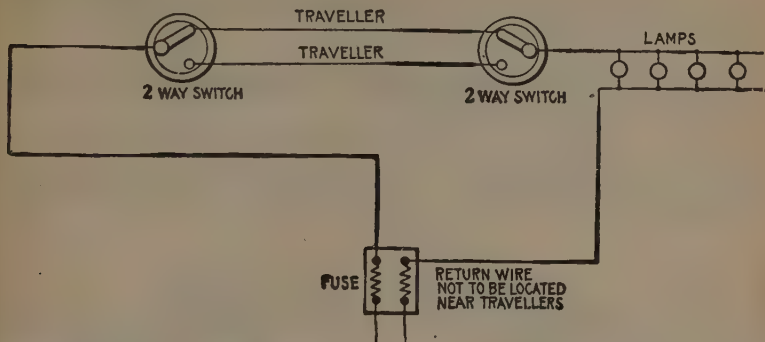 TRAVELLER
TRAVELLER
LAMPS
2 WAY SWITCH
2 WAY SWITCH
FUSE
RETURN WIRE
NOT TO BE LOCATED
NEAR TRAVELLERS